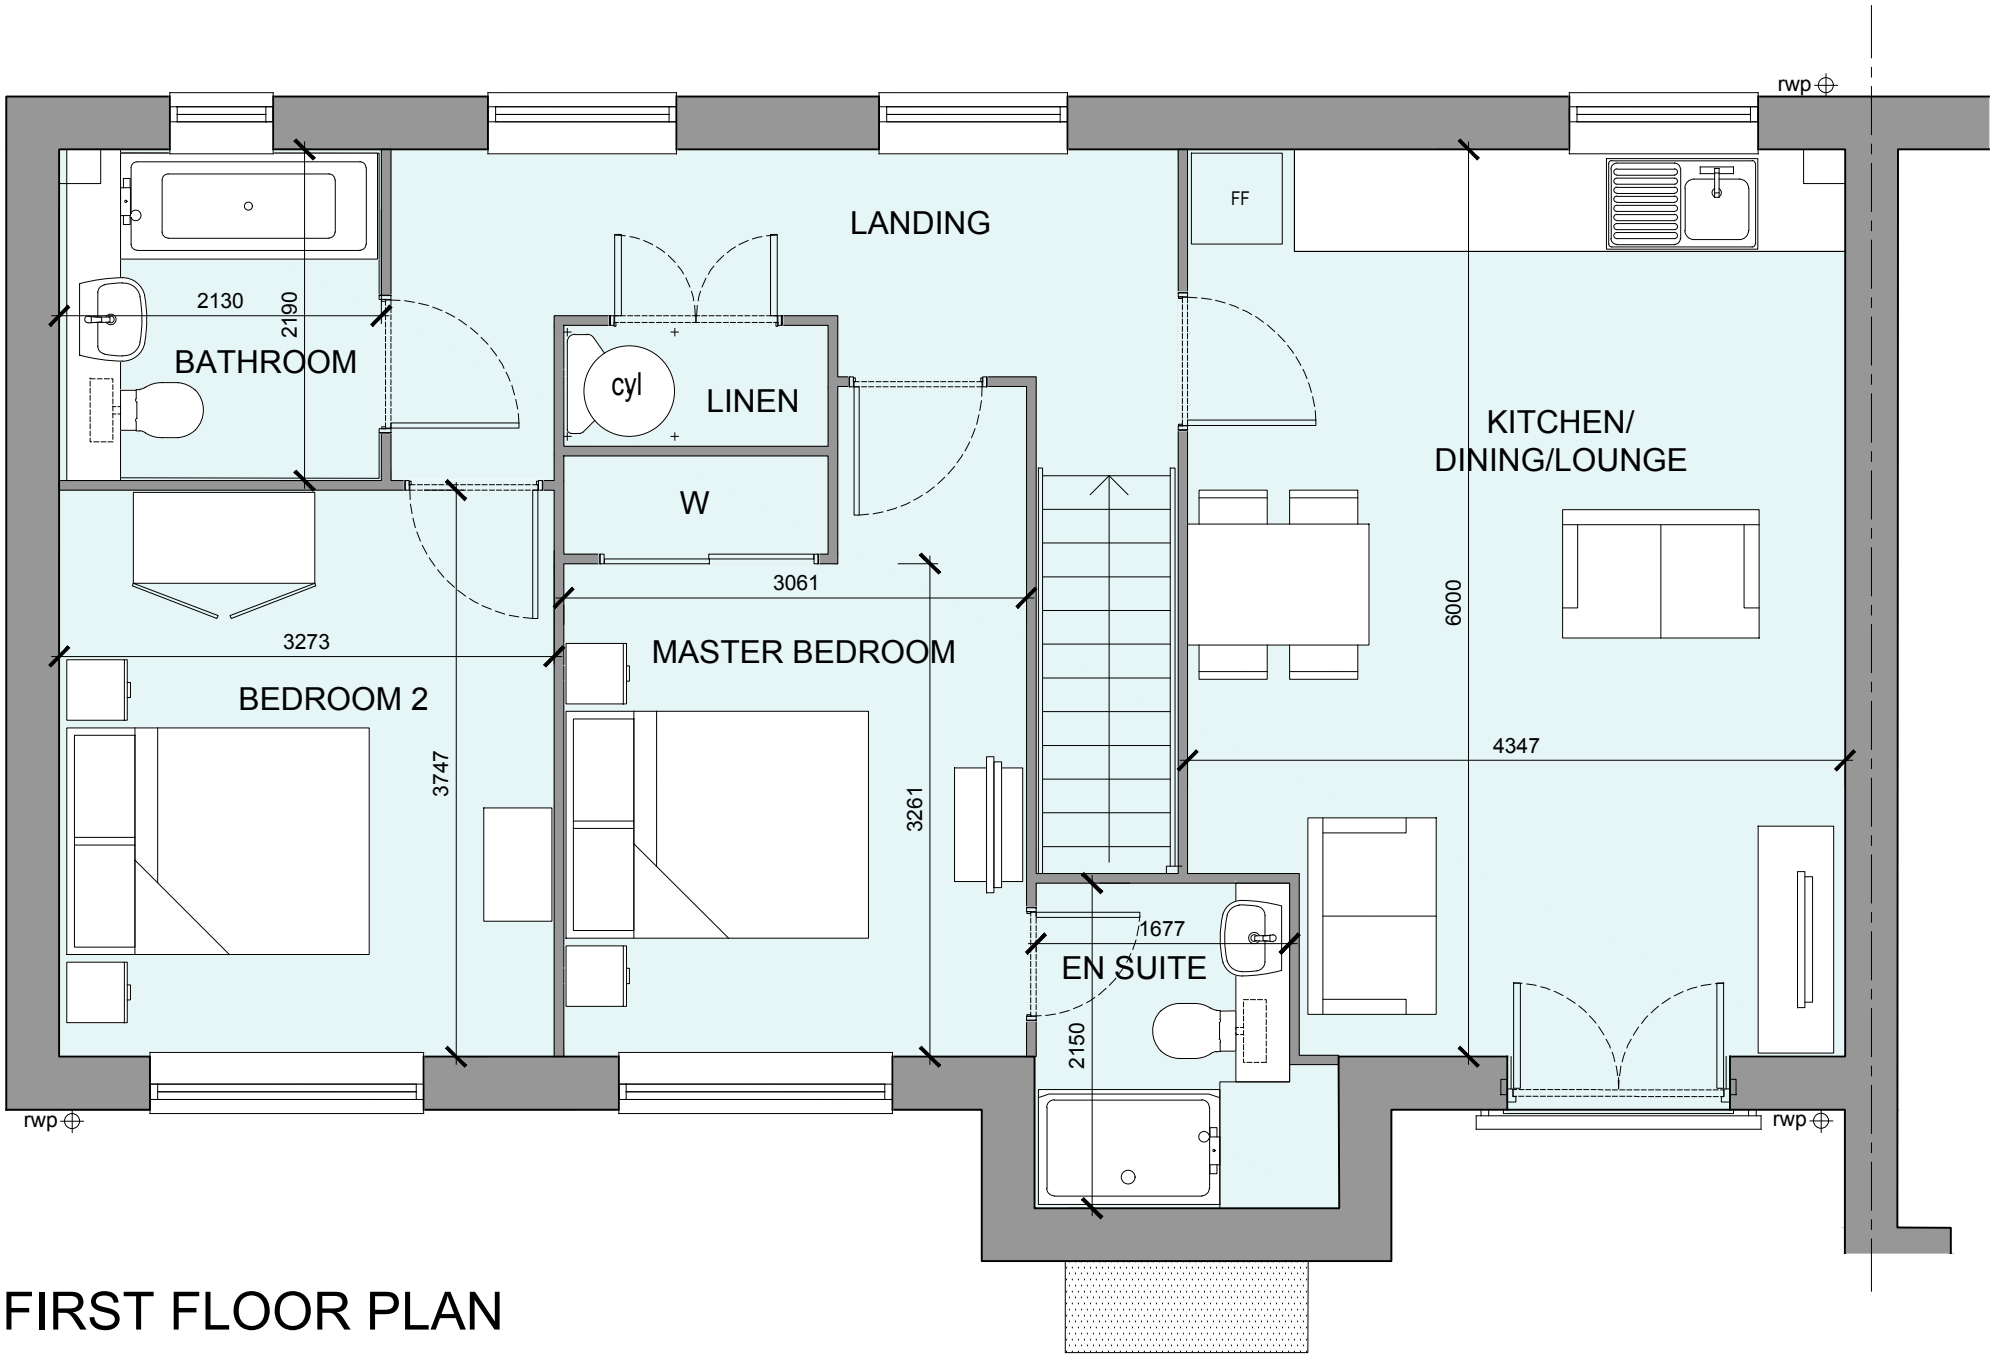 rwp
FF
LANDING
2130
2190
BATHROOM
cyl
LINEN
KITCHEN/
DINING/LOUNGE
W
3061
6000
3273
MASTER BEDROOM
BEDROOM 2
4347
3747
3261
1677
EN SUITE
2150
rwp
rwp
FIRST FLOOR PLAN